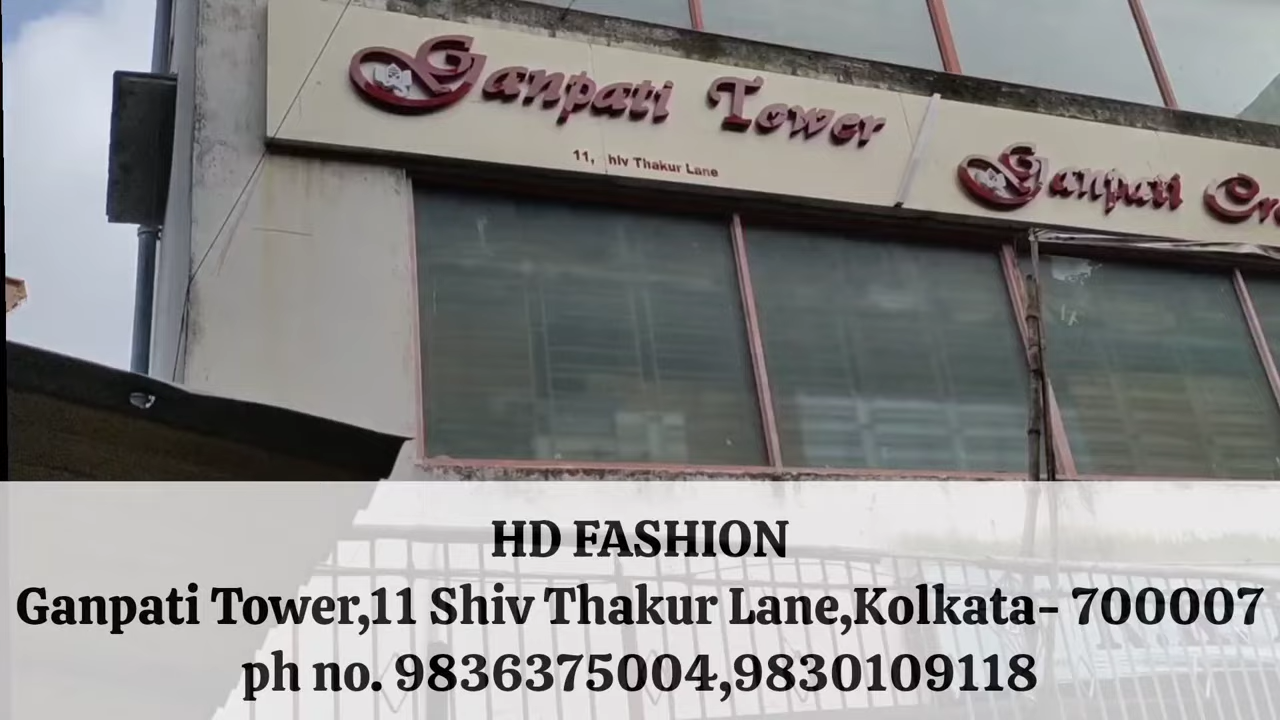 Ganpati Tower
11, hiv Thakur Lane
Ganpati
HD FASHION
Ganpati Tower,11 Shiv Thakur Lane,Kolkata- 700007
ph no. 9836375004,9830109118